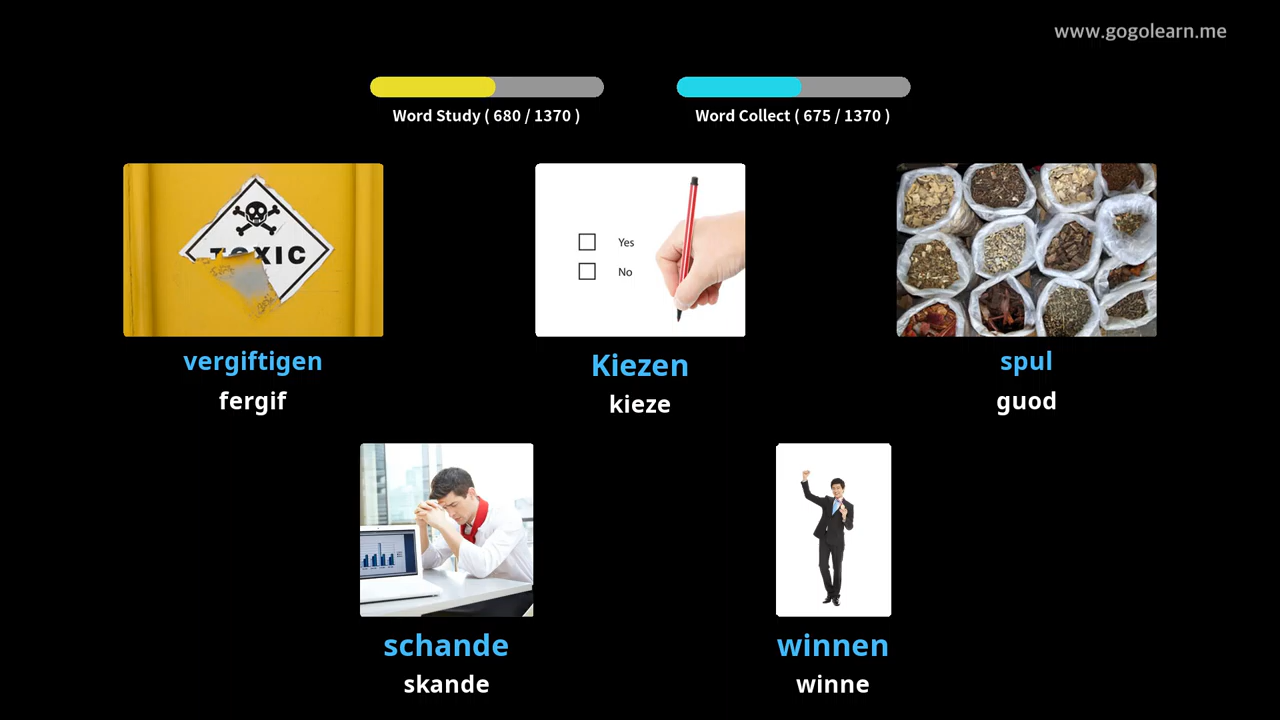 www.gogolearn.me
Word Study ( 680 / 1370 )
Word Collect ( 675 / 1370 )
TOXIC
Yes
No
vergiftigen
fergif
Kiezen
kieze
spul
guod
schande
skande
winnen
winne